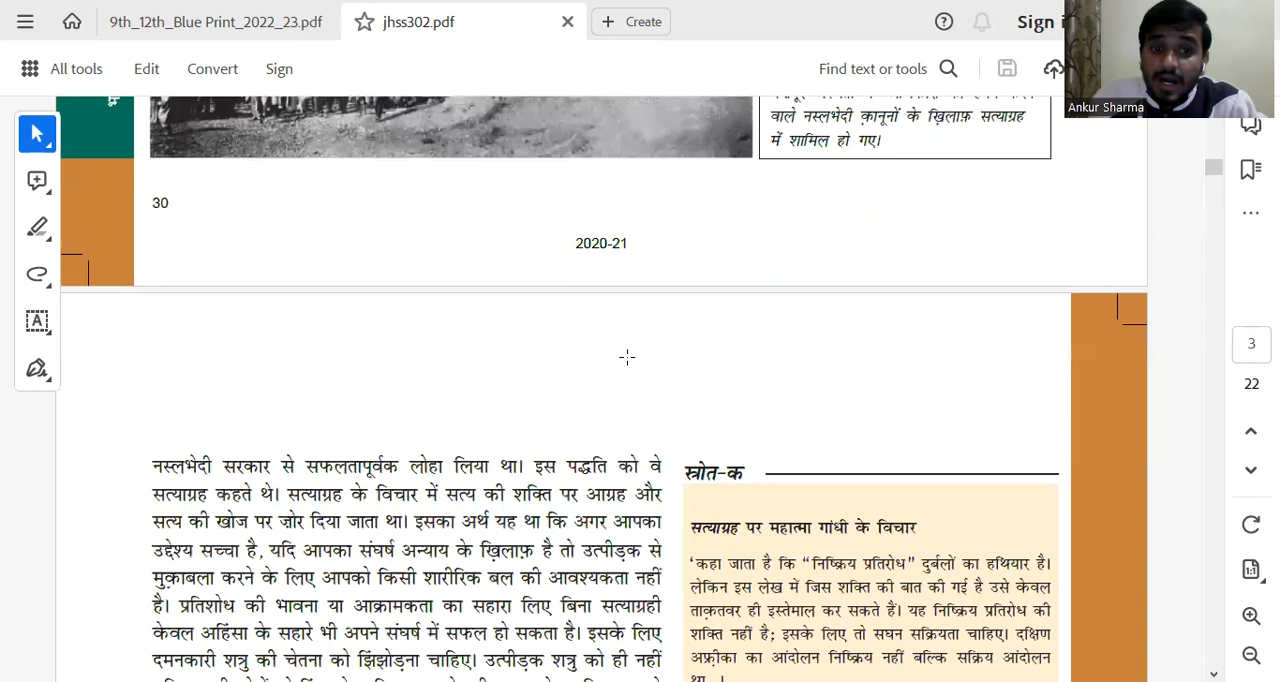 9th_12th_Blue Print_2022_23.pdf
jhss302.pdf
Create
Sign i
All tools
Edit
Convert
Sign
Find text or tools
Ankur Sharma
वाले नस्लभेदी क़ानूनों के ख़िलाफ़ सत्याग्रह
में शामिल हो गए।
30
2020-21
3
22
नस्लभेदी सरकार से सफलतापूर्वक लोहा लिया था। इस पद्धति को वे
सत्याग्रह कहते थे। सत्याग्रह के विचार में सत्य की शक्ति पर आग्रह और
सत्य की खोज पर ज़ोर दिया जाता था। इसका अर्थ यह था कि अगर आपका
उद्देश्य सच्चा है, यदि आपका संघर्ष अन्याय के ख़िलाफ़ है तो उत्पीड़क से
मुक़ाबला करने के लिए आपको किसी शारीरिक बल की आवश्यकता नहीं
है। प्रतिशोध की भावना या आक्रामकता का सहारा लिए बिना सत्याग्रही
केवल अहिंसा के सहारे भी अपने संघर्ष में सफल हो सकता है। इसके लिए
दमनकारी शत्रु की चेतना को झिंझोड़ना चाहिए। उत्पीड़क शत्रु को ही नहीं
स्रोत-क
सत्याग्रह पर महात्मा गांधी के विचार
'कहा जाता है कि "निष्क्रिय प्रतिरोध" दुर्बलों का हथियार है।
लेकिन इस लेख में जिस शक्ति की बात की गई है उसे केवल
ताक़तवर ही इस्तेमाल कर सकते हैं। यह निष्क्रिय प्रतिरोध की
शक्ति नहीं है; इसके लिए तो सघन सक्रियता चाहिए। दक्षिण
अफ़्रीका का आंदोलन निष्क्रिय नहीं बल्कि सक्रिय आंदोलन
था...।